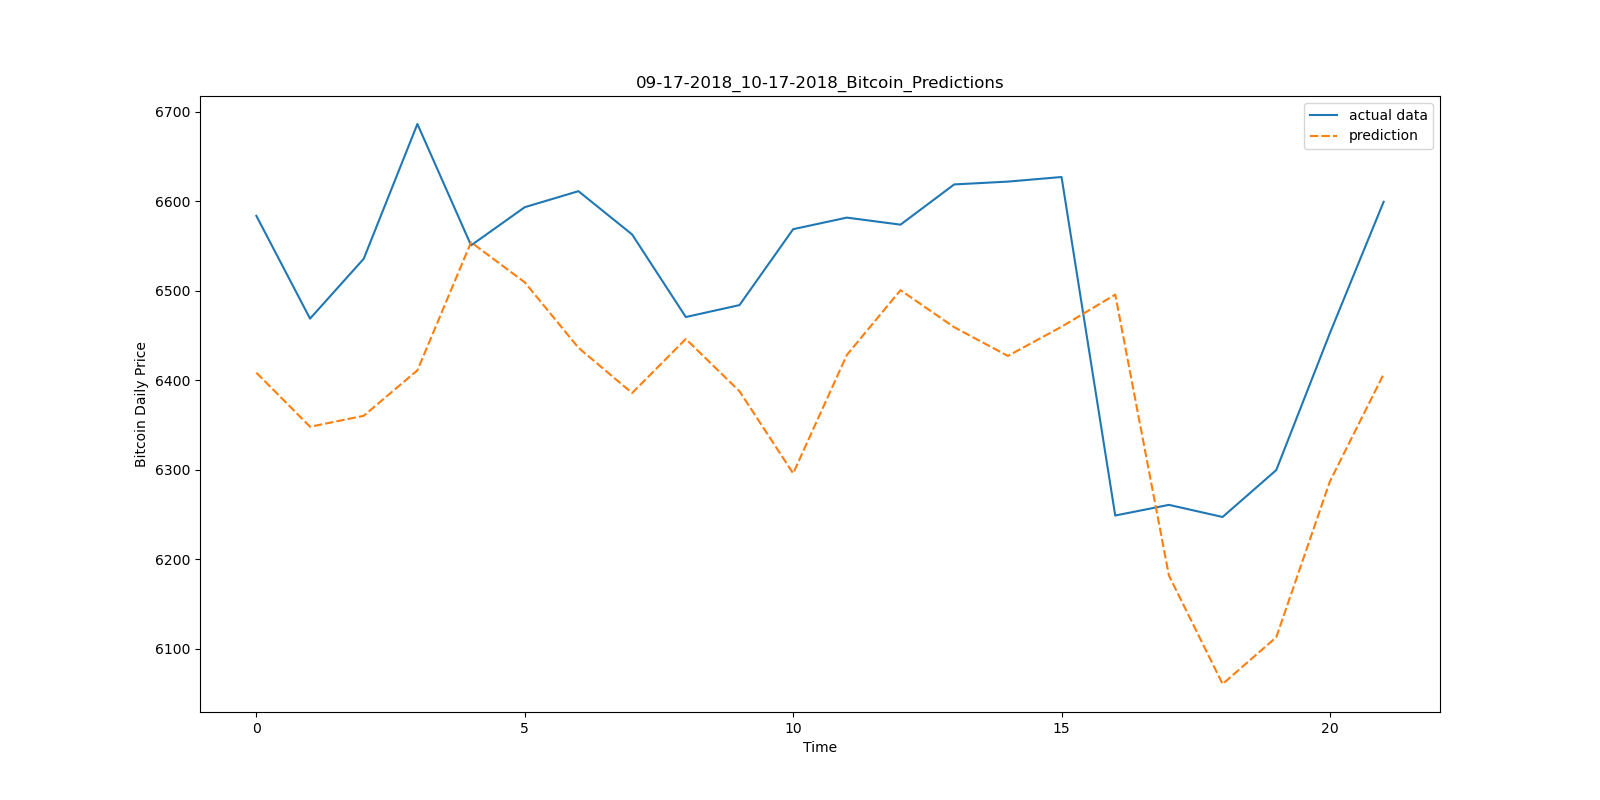 09-17-2018_10-17-2018_Bitcoin_Predictions
actual data
prediction
6700
6600
6500
6400
6300
6200
6100
Bitcoin Daily Price
0 5 10 15 20
Time